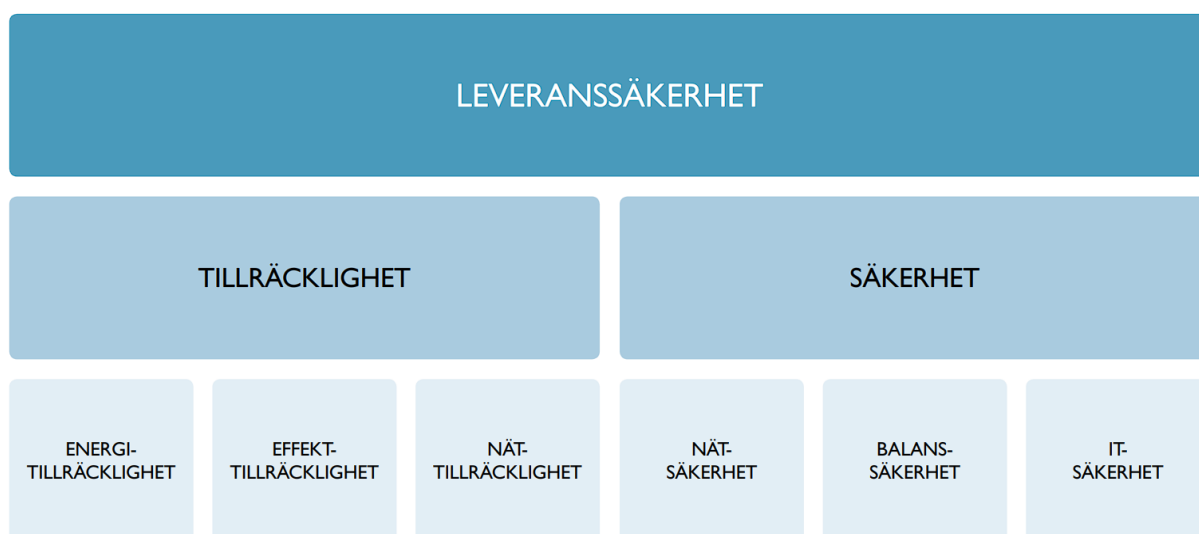 LEVERANSSÄKERHET
TILLRÄCKLIGHET
SÄKERHET
ENERGI-
TILLRÄCKLIGHET
EFFEKT-
TILLRÄCKLIGHET
NÄT-
TILLRÄCKLIGHET
NÄT-
SÄKERHET
BALANS-
SÄKERHET
IT-
SÄKERHET